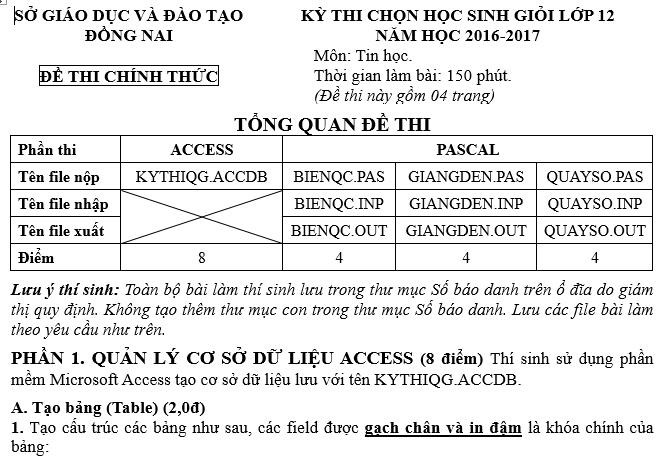 SỞ GIÁO DỤC VÀ ĐÀO TẠO
ĐỒNG NAI
ĐỀ THI CHÍNH THỨC
KỲ THI CHỌN HỌC SINH GIỎI LỚP 12
NĂM HỌC 2016-2017
Môn: Tin học.
Thời gian làm bài: 150 phút.
(Đề thi này gồm 04 trang)
TỔNG QUAN ĐỀ THI
Phần thi ACCESS PASCAL
Tên file nộp KYTHIQG.ACCDB BIENQC.PAS GIANGDEN.PAS QUAYSO.PAS
Tên file nhập BIENQC.INP GIANGDEN.INP QUAYSO.INP
Tên file xuất BIENQC.OUT GIANGDEN.OUT QUAYSO.OUT
Điểm 8 4 4 4
Lưu ý thí sinh: Toàn bộ bài làm thí sinh lưu trong thư mục Số báo danh trên ổ đĩa do giám
thị quy định. Không tạo thêm thư mục con trong thư mục Số báo danh. Lưu các file bài làm
theo yêu cầu như trên.
PHẦN 1. QUẢN LÝ CƠ SỞ DỮ LIỆU ACCESS (8 điểm) Thí sinh sử dụng phần
mềm Microsoft Access tạo cơ sở dữ liệu lưu với tên KYTHIQG.ACCDB.
A. Tạo bảng (Table) (2,0đ)
1. Tạo cấu trúc các bảng như sau, các field được gạch chân và in đậm là khóa chính của
bảng: